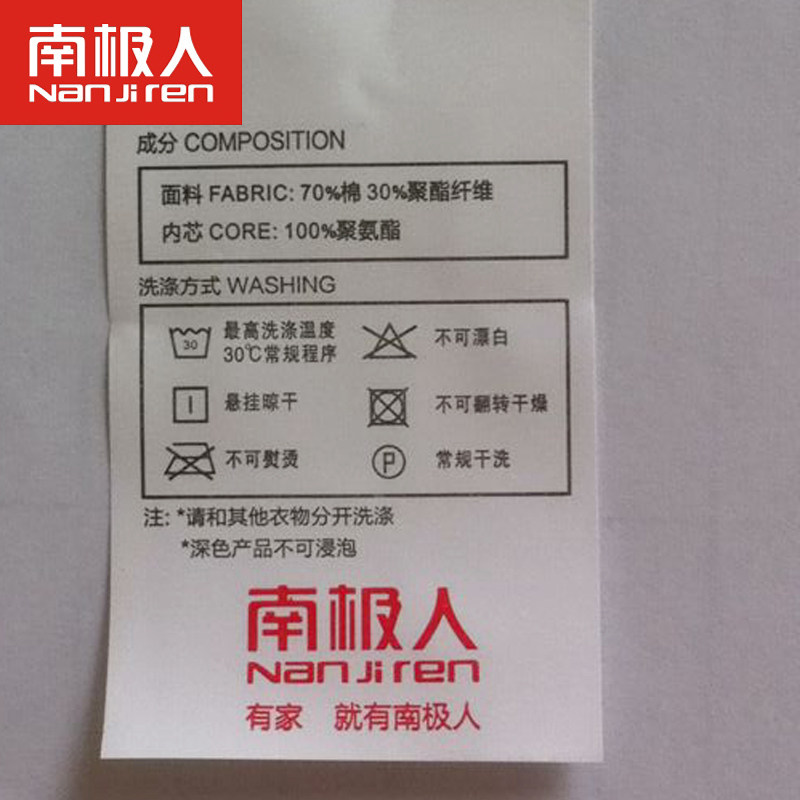 南极人
Nanjiren
成分 COMPOSITION
面料 FABRIC: 70%棉 30%聚酯纤维
内芯 CORE: 100%聚氨酯
洗涤方式 WASHING
30 最高洗涤温度 不可漂白
30℃常规程序
悬挂晾干 不可翻转干燥
不可熨烫 P 常规干洗
注: *请和其他衣物分开洗涤
*深色产品不可浸泡
南极人
Nanjiren
有家 就有南极人